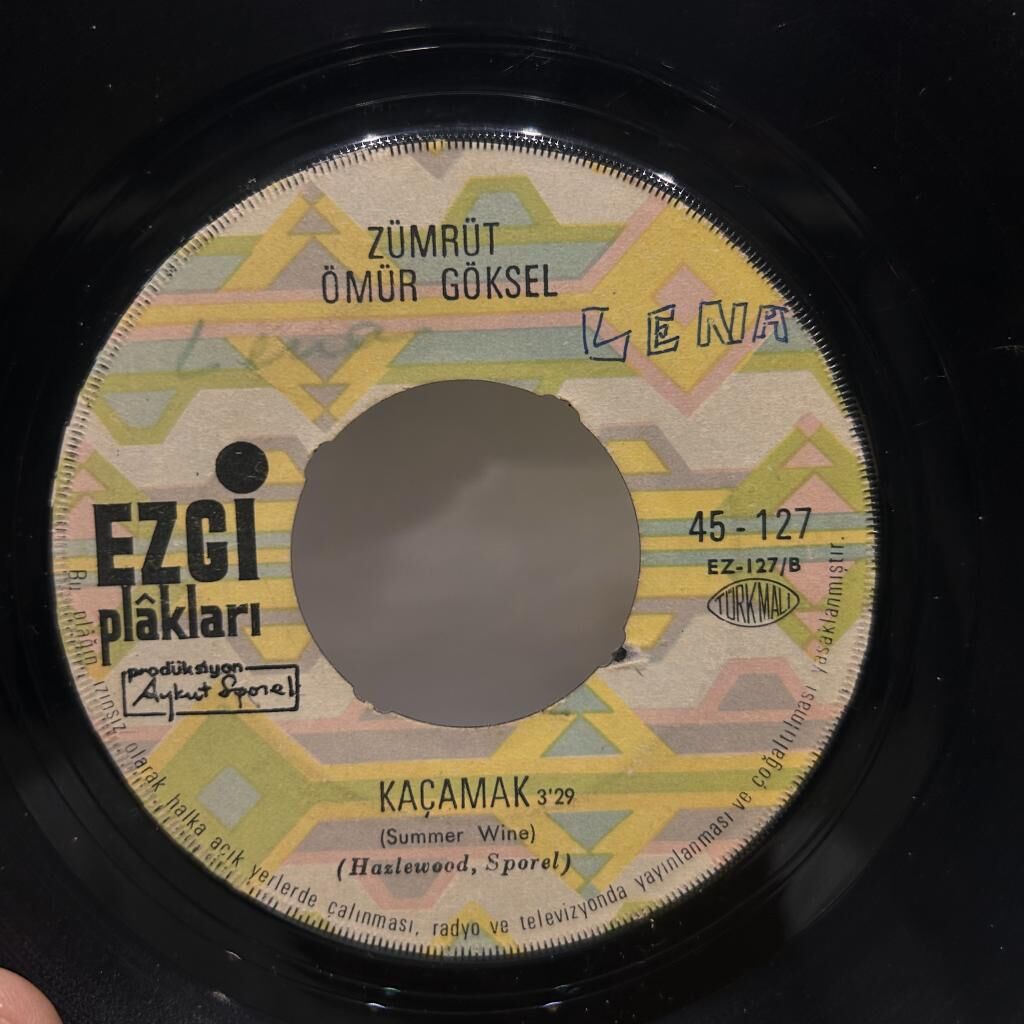 ZÜMRÜT
ÖMÜR GÖKSEL
LENA
Lena
EZGİ
plâkları
prodüksiyon
Aykut Sporel
45 - 127
EZ-127/B
TÜRK MALI
KAÇAMAK 3'29
(Summer Wine)
(Hazlewood, Sporel)
Bu plâğın izinsiz olarak halka açık yerlerde çalınması, radyo ve televizyonda yayınlanması ve çoğaltılması yasaklanmıştır.